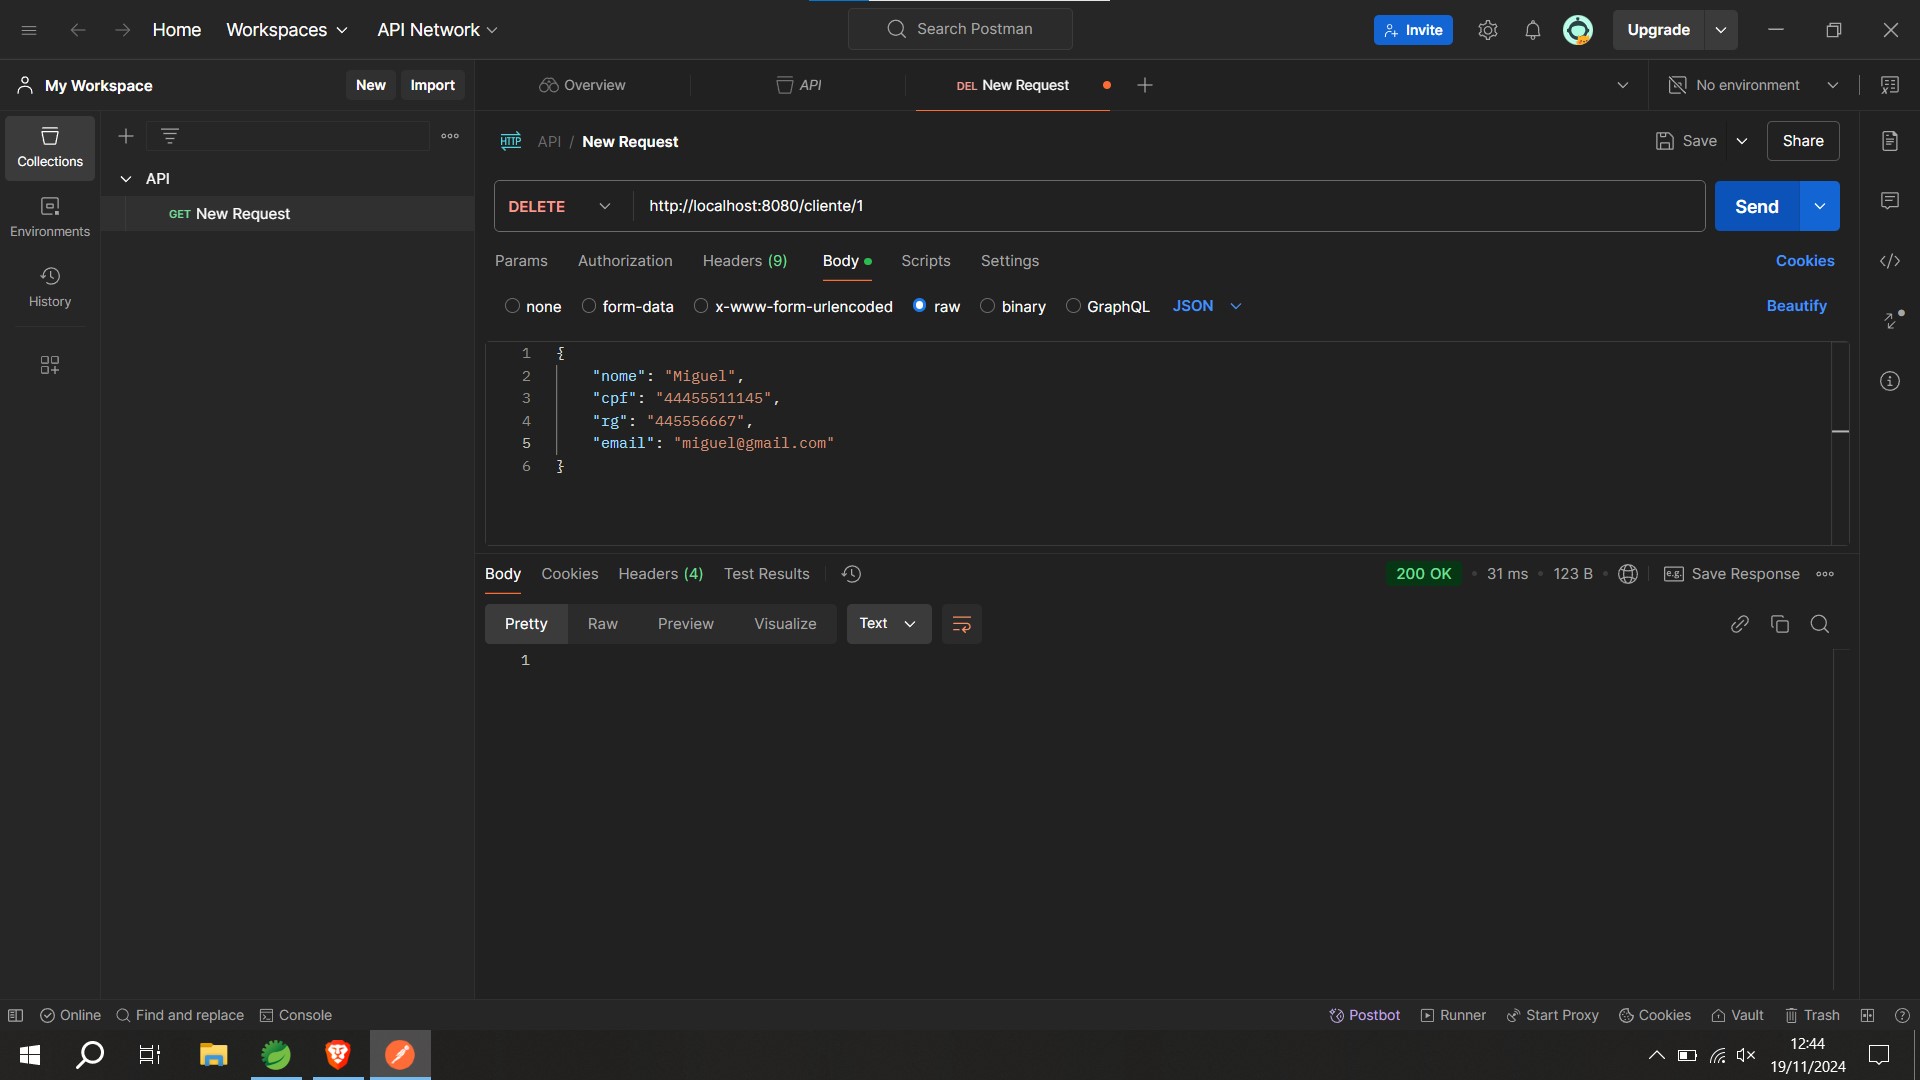 Home Workspaces API Network Search Postman Invite Upgrade
My Workspace New Import Overview API DEL New Request No environment
Collections
API
GET New Request
Environments
History
HTTP API / New Request Save Share
DELETE http://localhost:8080/cliente/1 Send
Params Authorization Headers (9) Body Scripts Settings Cookies
none form-data x-www-form-urlencoded raw binary GraphQL JSON Beautify
1 {
2 "nome": "Miguel",
3 "cpf": "44455511145",
4 "rg": "445556667",
5 "email": "miguel@gmail.com"
6 }
Body Cookies Headers (4) Test Results 200 OK • 31 ms • 123 B • e.g. Save Response
Pretty Raw Preview Visualize Text
1
Online Find and replace Console Postbot Runner Start Proxy Cookies Vault Trash
12:44
19/11/2024